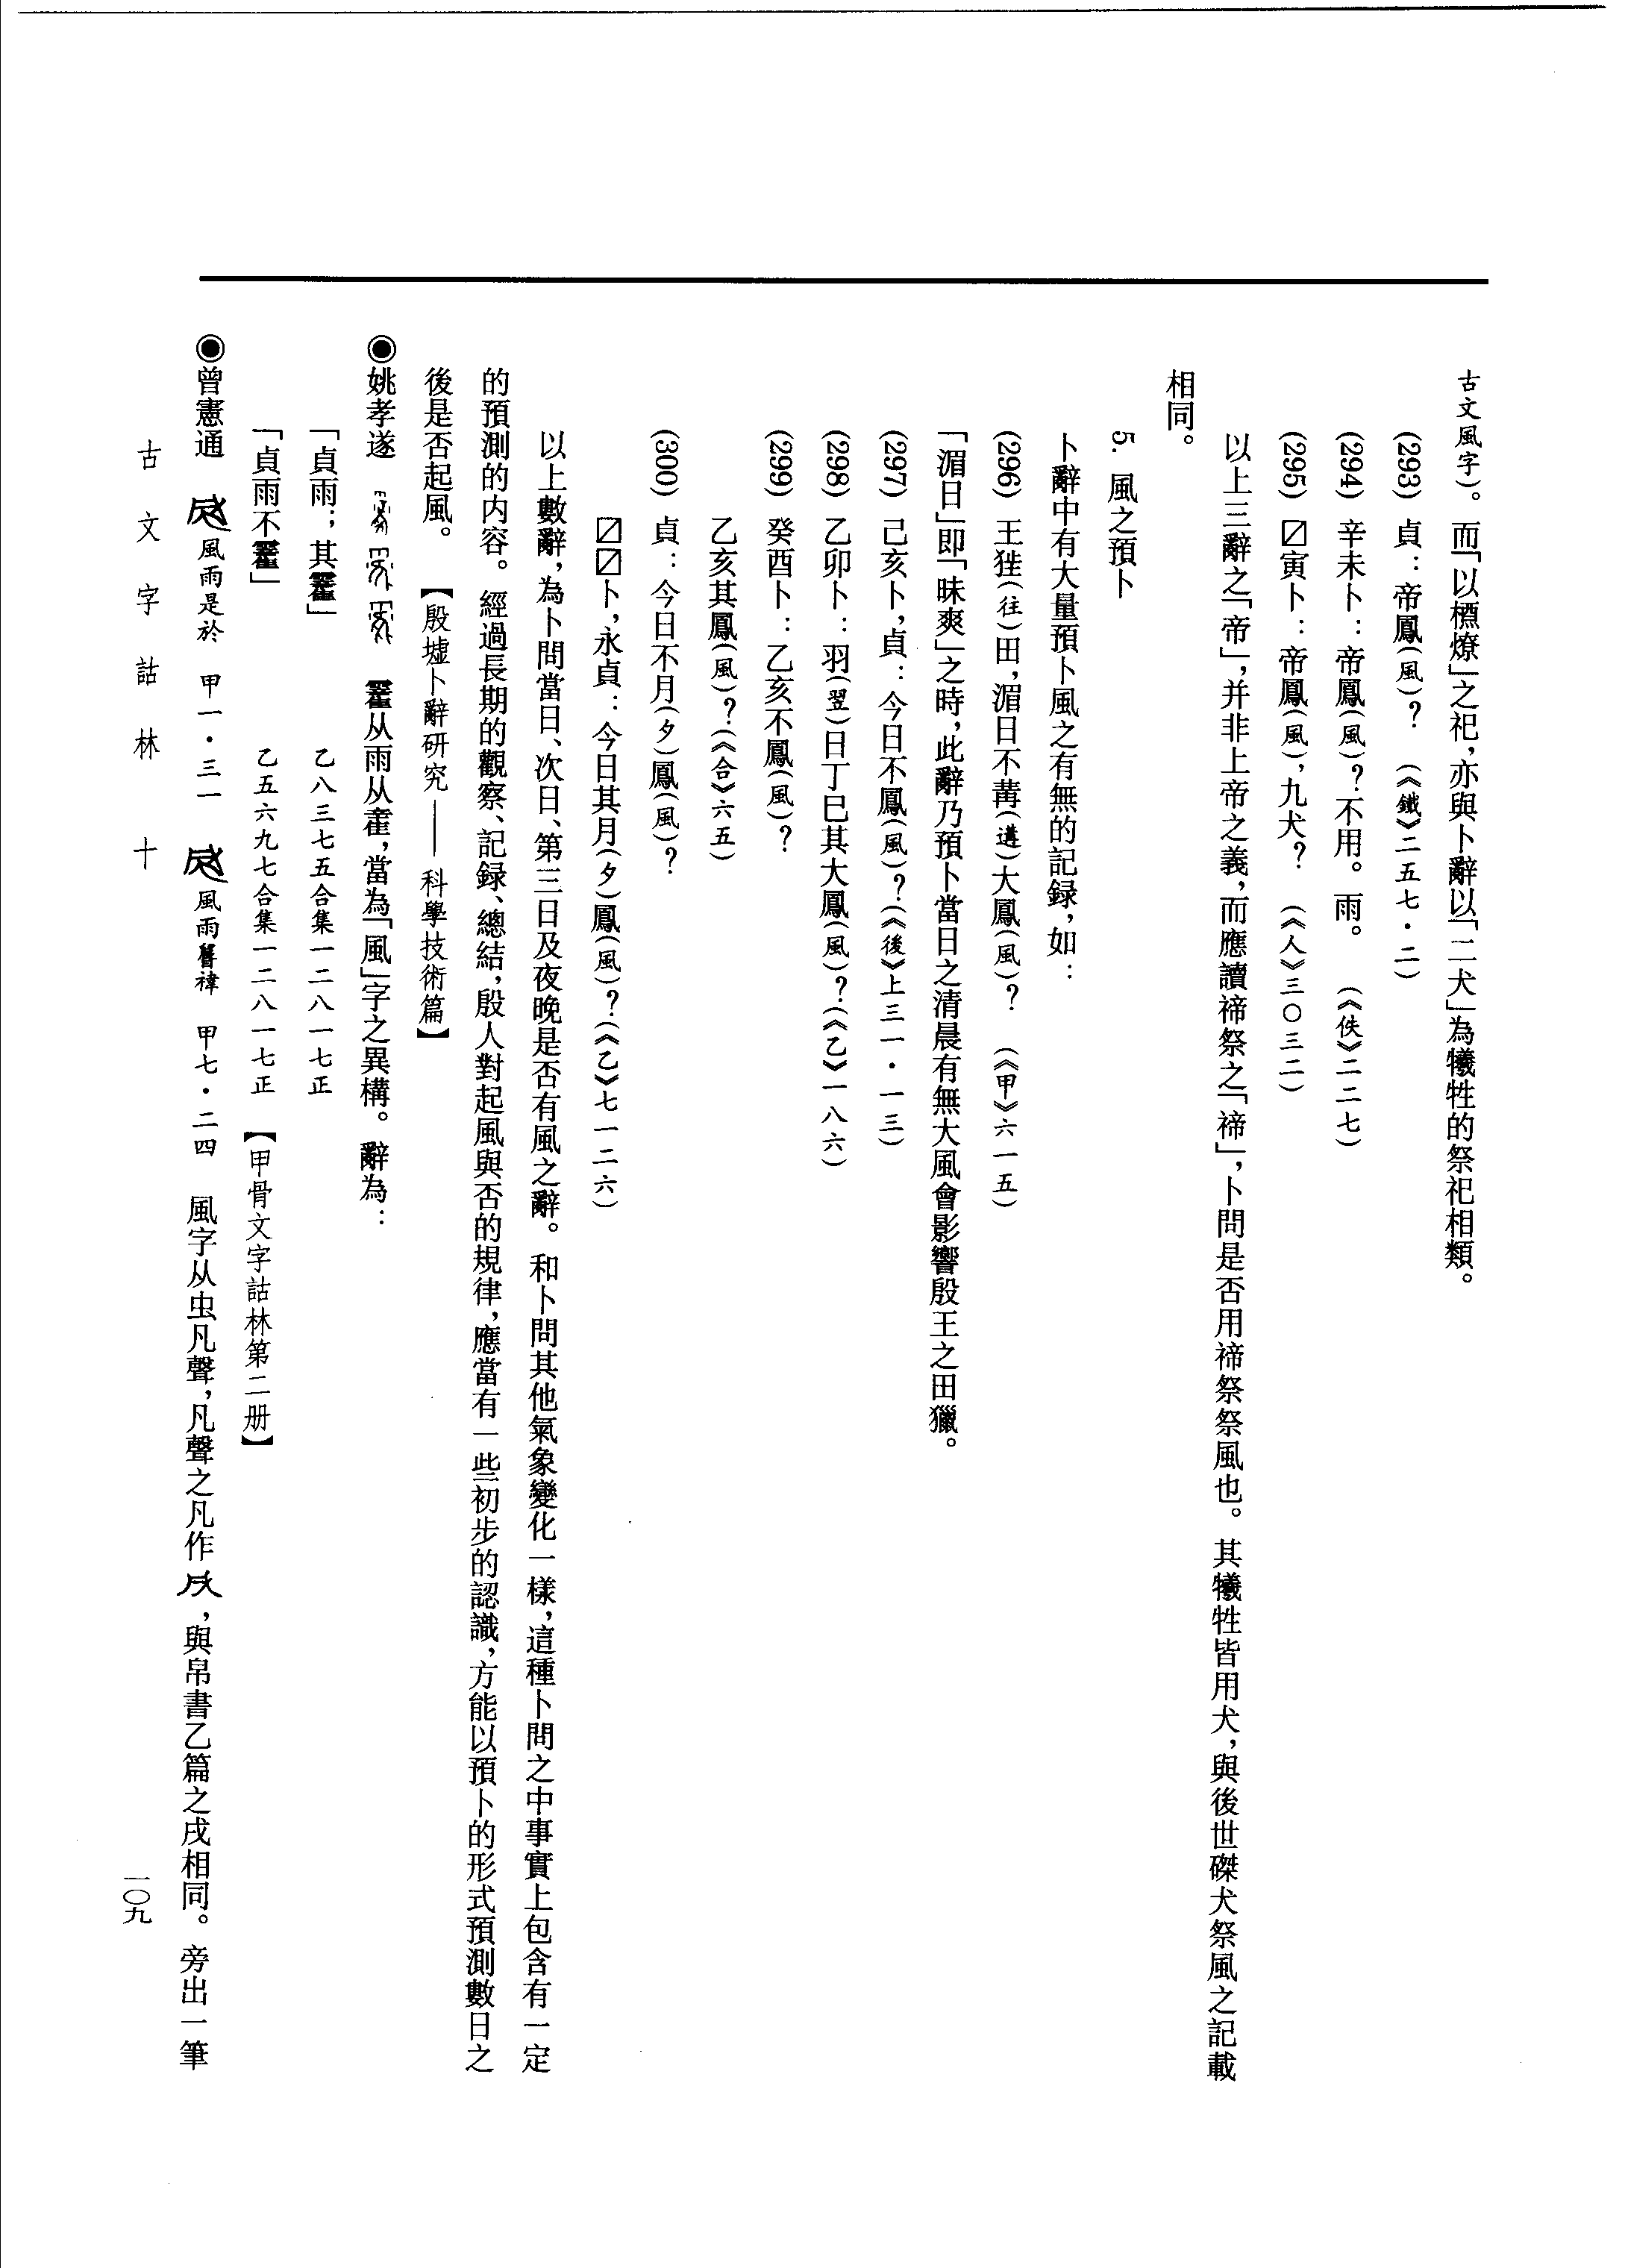 古文風字)。而「以槱燎」之祀,亦與卜辭以「二犬」為犧牲的祭祀相類。
(293) 貞：帝鳳(風)？ (《鐵》二五七・二)
(294) 辛未卜：帝鳳(風)？不用。雨。 (《佚》二二七)
(295) 〼寅卜：帝鳳(風),九犬？ (《人》三〇三二)
以上三辭之「帝」,并非上帝之義,而應讀禘祭之「禘」,卜問是否用禘祭祭風也。其犧牲皆用犬,與後世磔犬祭風之記載
相同。
5. 風之預卜
卜辭中有大量預卜風之有無的記録,如：
(296) 王㞷(往)田,湄日不冓(遘)大鳳(風)？ (《甲》六一五)
「湄日」即「昧爽」之時,此辭乃預卜當日之清晨有無大風會影響殷王之田獵。
(297) 己亥卜,貞：今日不鳳(風)？(《後》上三一・一三)
(298) 乙卯卜：羽(翌)日丁巳其大鳳(風)？(《乙》一八六)
(299) 癸酉卜：乙亥不鳳(風)？
乙亥其鳳(風)？(《合》六五)
(300) 貞：今日不月(夕)鳳(風)？
〼〼卜,永貞：今日其月(夕)鳳(風)？(《乙》七一二六)
以上數辭,為卜問當日、次日、第三日及夜晚是否有風之辭。和卜問其他氣象變化一樣,這種卜問之中事實上包含有一定
的預測的内容。經過長期的觀察、記録、總結,殷人對起風與否的規律,應當有一些初步的認識,方能以預卜的形式預測數日之
後是否起風。 【殷墟卜辭研究——科學技術篇】
◉姚孝遂 䨥从雨从雈,當為「風」字之異構。辭為：
「貞雨；其」 乙八三七五合集一二八一七正
「貞雨不」 乙五六九七合集一二八一七正 【甲骨文字詁林第二册】
◉曾憲通 風雨是於 甲一・三一 風雨 甲七・二四 風字从虫凡聲,凡聲之凡作,與帛書乙篇之戌相同。旁出一筆
古文字詁林 十
一〇九